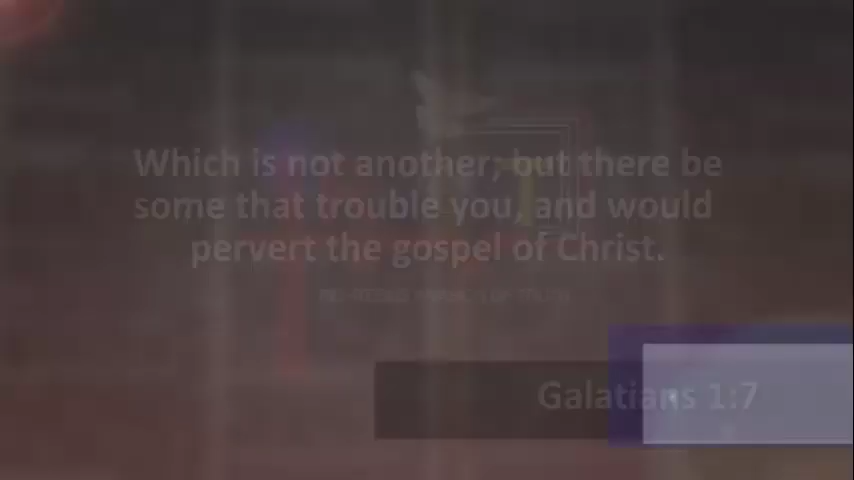 Which is not another; but there be
some that trouble you, and would
pervert the gospel of Christ.
Galatians 1:7